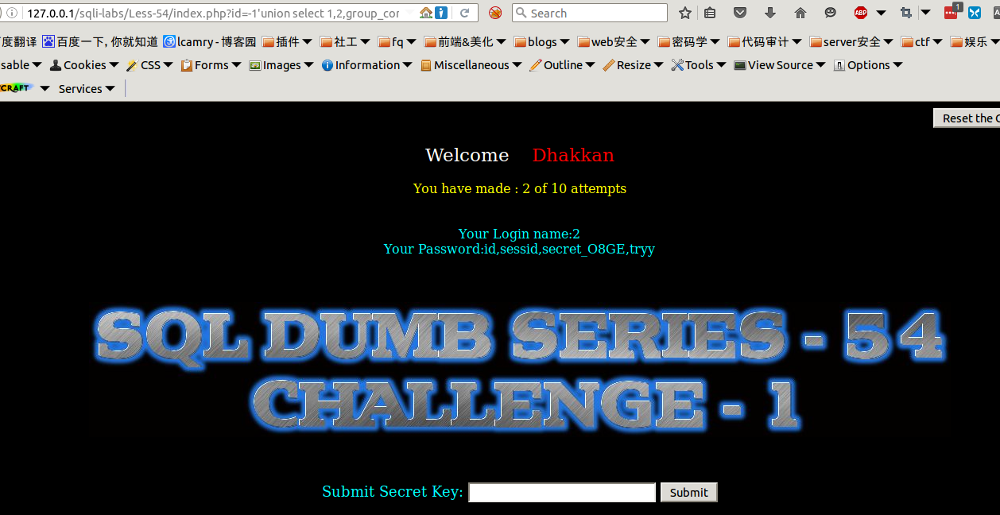 127.0.0.1/sqli-labs/Less-54/index.php?id=-1'union select 1,2,group_cor
Search
ABP
1
度翻译 百度一下,你就知道 lcamry - 博客园 插件 社工 fq 前端&美化 blogs web安全 密码学 代码审计 server安全 ctf 娱乐
sable Cookies CSS Forms Images Information Miscellaneous Outline Resize Tools View Source Options
CRAFT Services
Reset the C
Welcome Dhakkan
You have made : 2 of 10 attempts
Your Login name:2
Your Password:id,sessid,secret_O8GE,tryy
SQL DUMB SERIES - 54
CHALLENGE - 1
Submit Secret Key: Submit